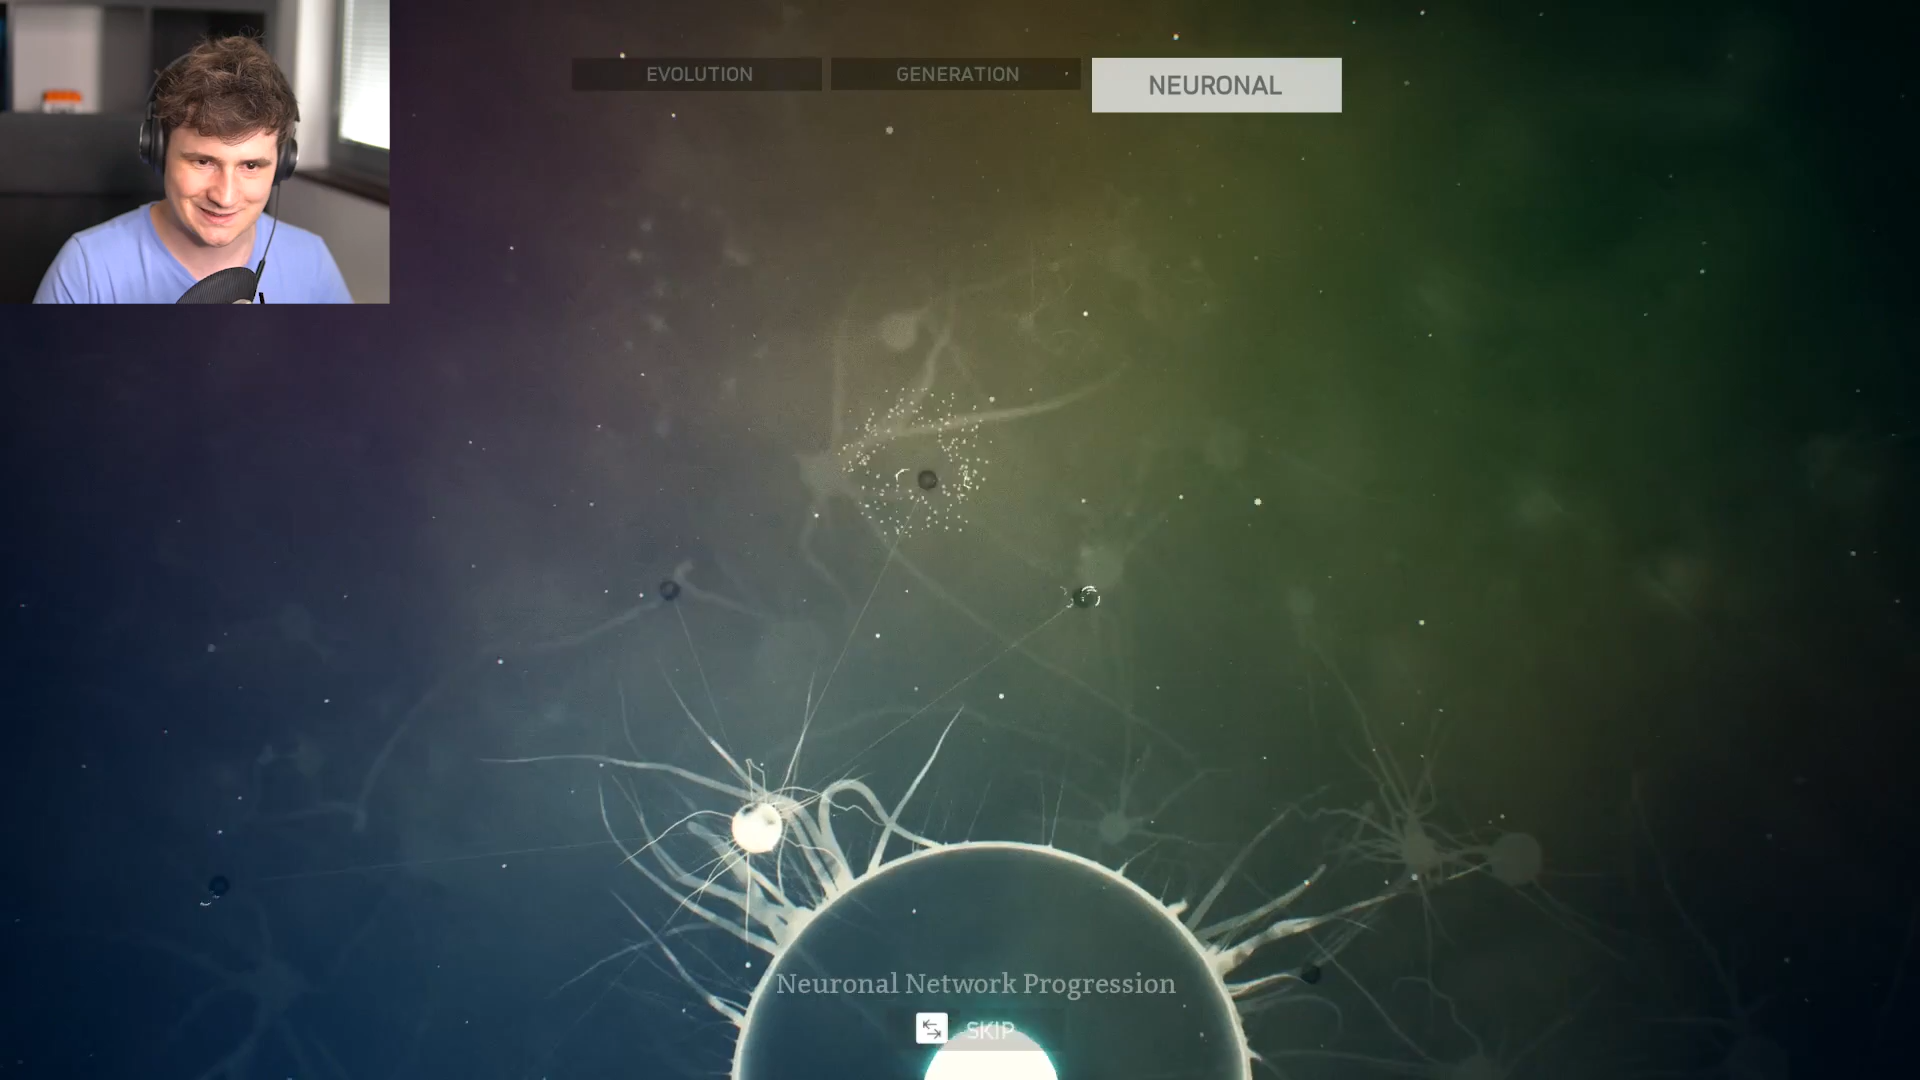 EVOLUTION
GENERATION
NEURONAL
Neuronal Network Progression
SKIP